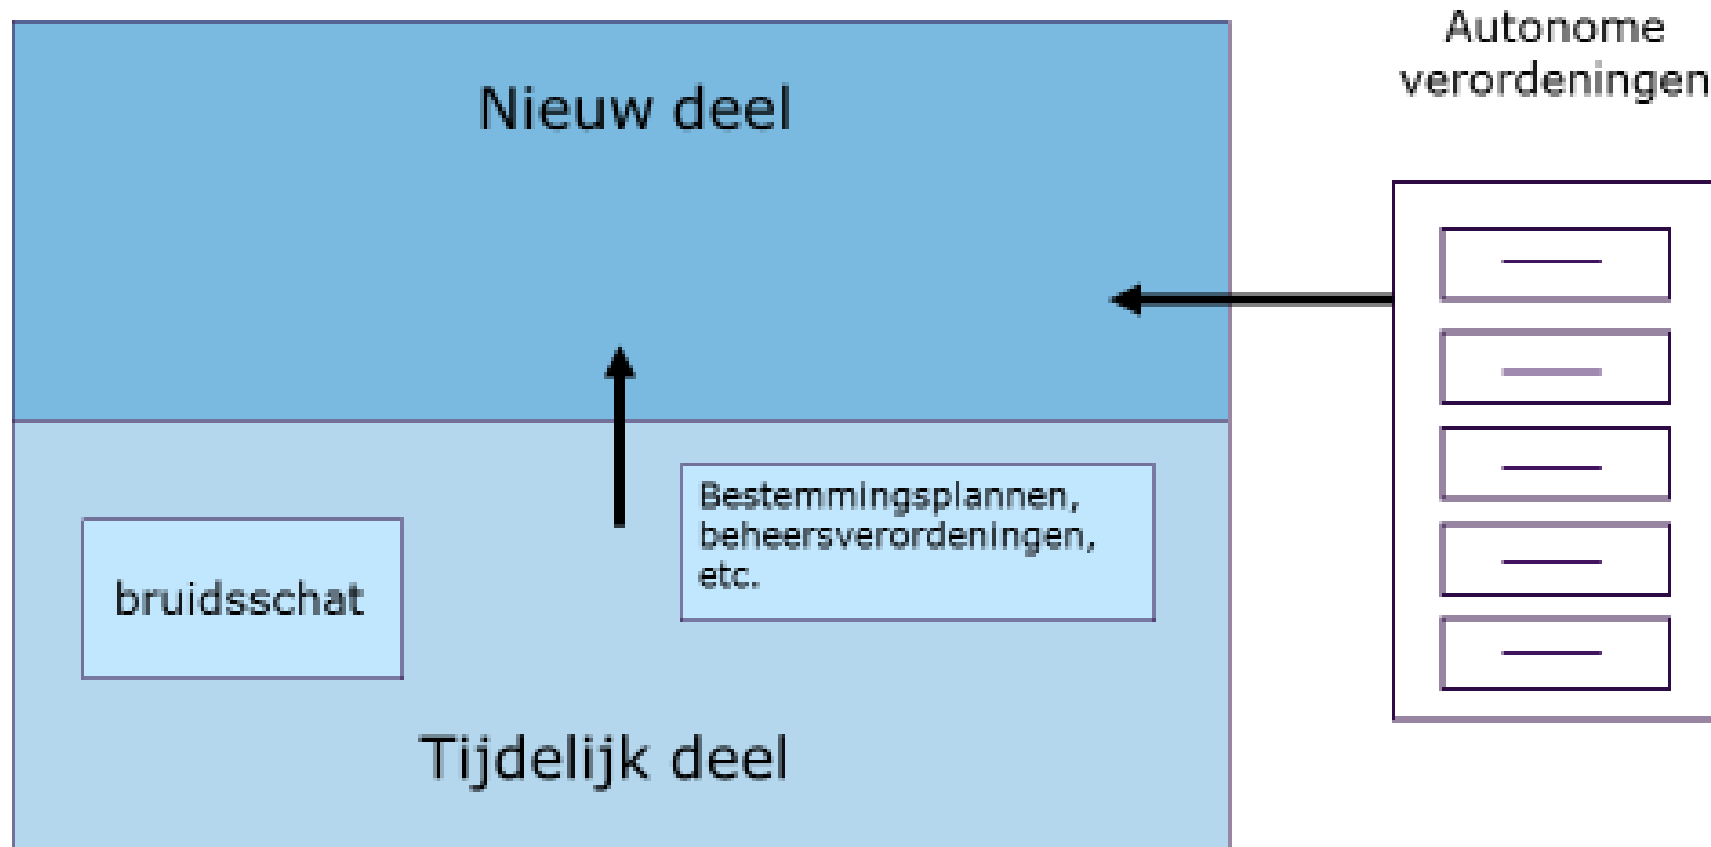 Nieuw deel
Autonome
verordeningen
Bestemmingsplannen,
beheersverordeningen,
etc.
bruidsschat
Tijdelijk deel